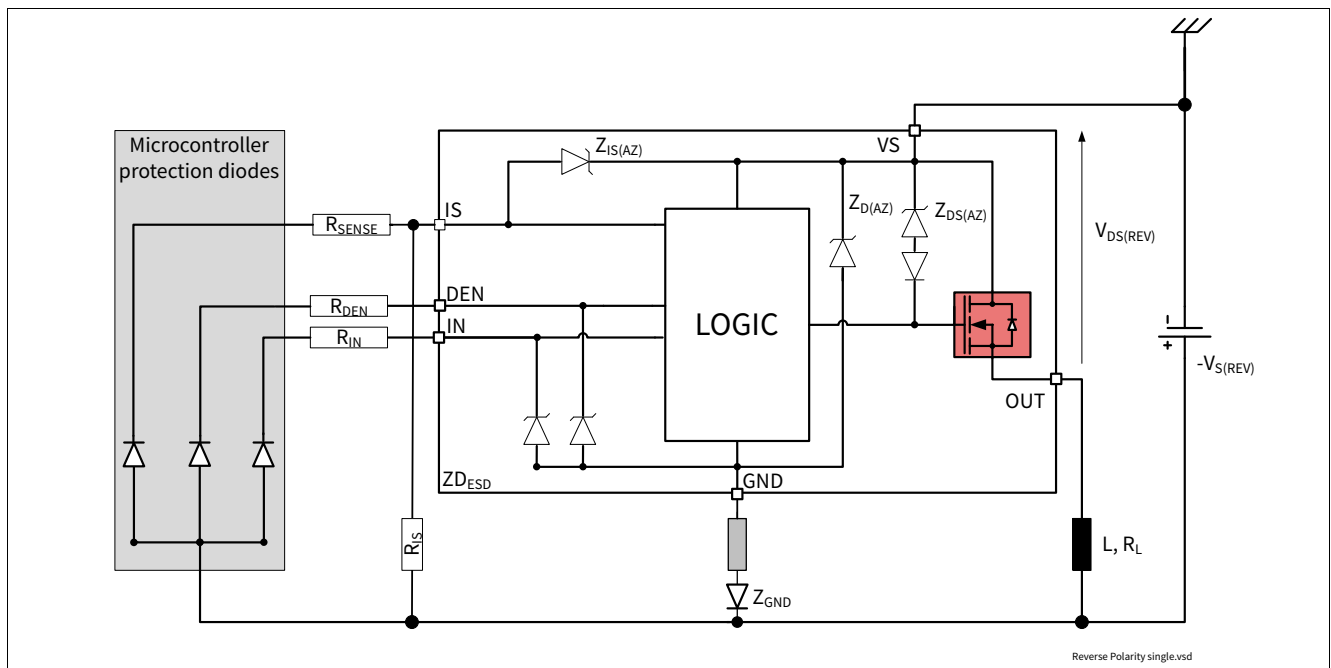 Microcontroller
protection diodes
Z_IS(AZ)
VS
IS
R_SENSE
Z_D(AZ)
Z_DS(AZ)
V_DS(REV)
DEN
R_DEN
IN
R_IN
LOGIC
-
+
-V_S(REV)
OUT
ZD_ESD
GND
R_IS
L, R_L
Z_GND
Reverse Polarity single.vsd